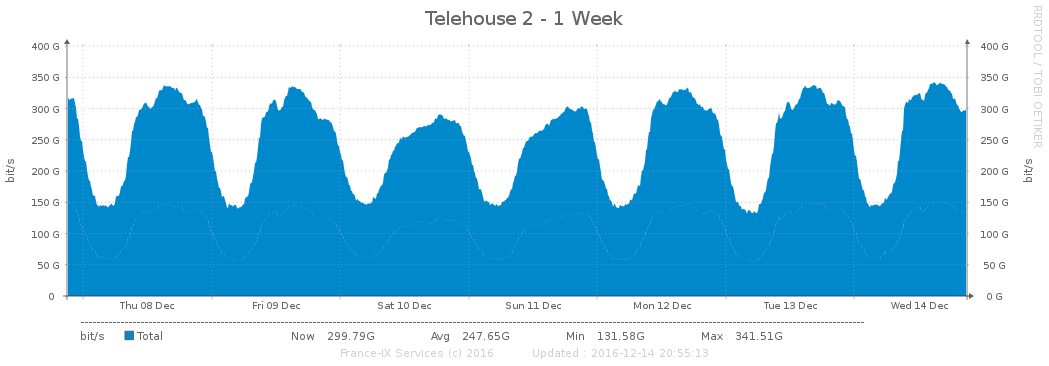 Telehouse 2 - 1 Week
RRDTOOL / TOBI OETIKER
400 G 400 G
350 G 350 G
300 G 300 G
250 G 250 G
200 G 200 G
150 G 150 G
100 G 100 G
50 G 50 G
0 0 G
bit/s
bit/s
Thu 08 Dec Fri 09 Dec Sat 10 Dec Sun 11 Dec Mon 12 Dec Tue 13 Dec Wed 14 Dec
bit/s Total Now 299.79G Avg 247.65G Min 131.58G Max 341.51G
France-IX Services (c) 2016 Updated : 2016-12-14 20:55:13